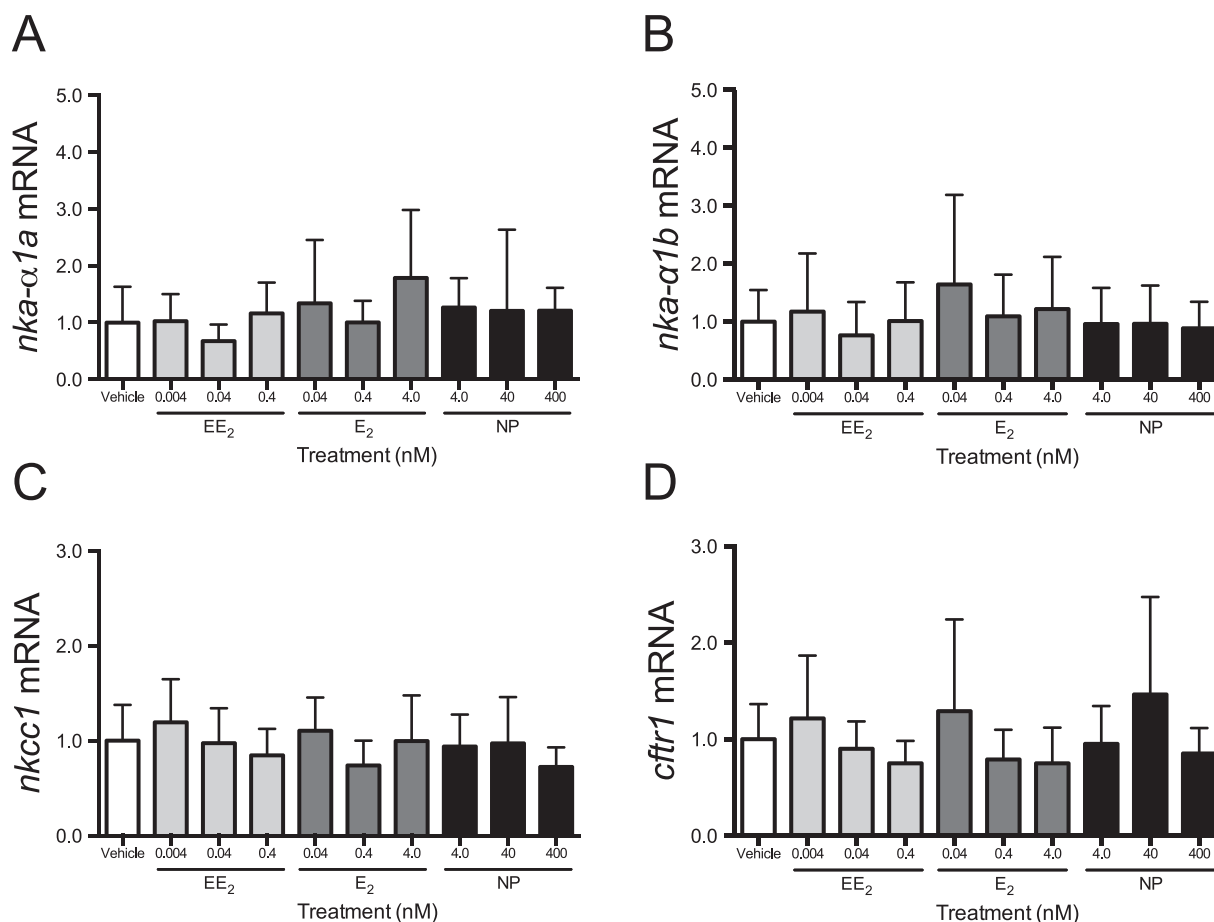 A
nka-α1a mRNA
5.0
4.0
3.0
2.0
1.0
0.0
Vehicle 0.004 0.04 0.4 0.04 0.4 4.0 4.0 40 400
EE₂ E₂ NP
Treatment (nM)
B
nka-α1b mRNA
5.0
4.0
3.0
2.0
1.0
0.0
Vehicle 0.004 0.04 0.4 0.04 0.4 4.0 4.0 40 400
EE₂ E₂ NP
Treatment (nM)
C
nkcc1 mRNA
3.0
2.0
1.0
0.0
Vehicle 0.004 0.04 0.4 0.04 0.4 4.0 4.0 40 400
EE₂ E₂ NP
Treatment (nM)
D
cftr1 mRNA
3.0
2.0
1.0
0.0
Vehicle 0.004 0.04 0.4 0.04 0.4 4.0 4.0 40 400
EE₂ E₂ NP
Treatment (nM)